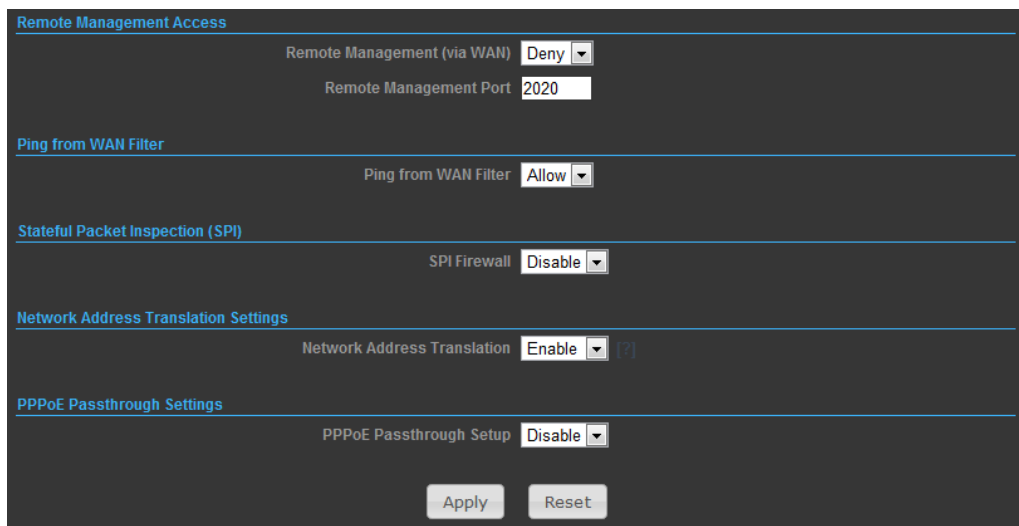 Remote Management Access
Remote Management (via WAN) Deny
Remote Management Port 2020
Ping from WAN Filter
Ping from WAN Filter Allow
Stateful Packet Inspection (SPI)
SPI Firewall Disable
Network Address Translation Settings
Network Address Translation Enable [?]
PPPoE Passthrough Settings
PPPoE Passthrough Setup Disable
Apply Reset